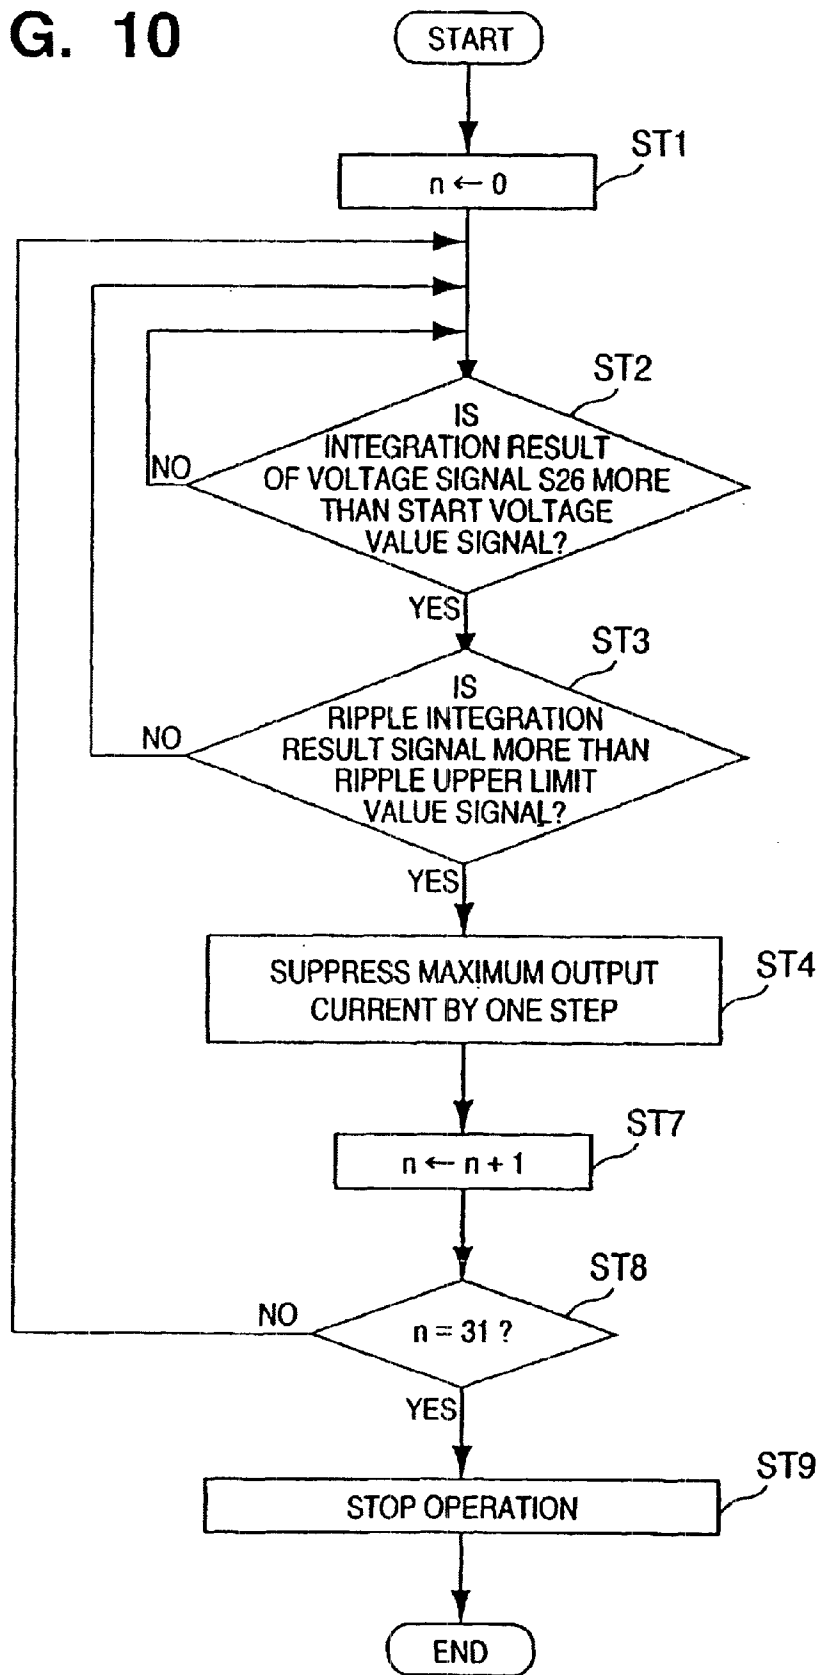 G. 10
START
ST1
n ← 0
ST2
IS
INTEGRATION RESULT
OF VOLTAGE SIGNAL S26 MORE
THAN START VOLTAGE
VALUE SIGNAL?
NO
YES
ST3
IS
RIPPLE INTEGRATION
RESULT SIGNAL MORE THAN
RIPPLE UPPER LIMIT
VALUE SIGNAL?
NO
YES
ST4
SUPPRESS MAXIMUM OUTPUT
CURRENT BY ONE STEP
ST7
n ← n + 1
ST8
n = 31 ?
NO
YES
ST9
STOP OPERATION
END